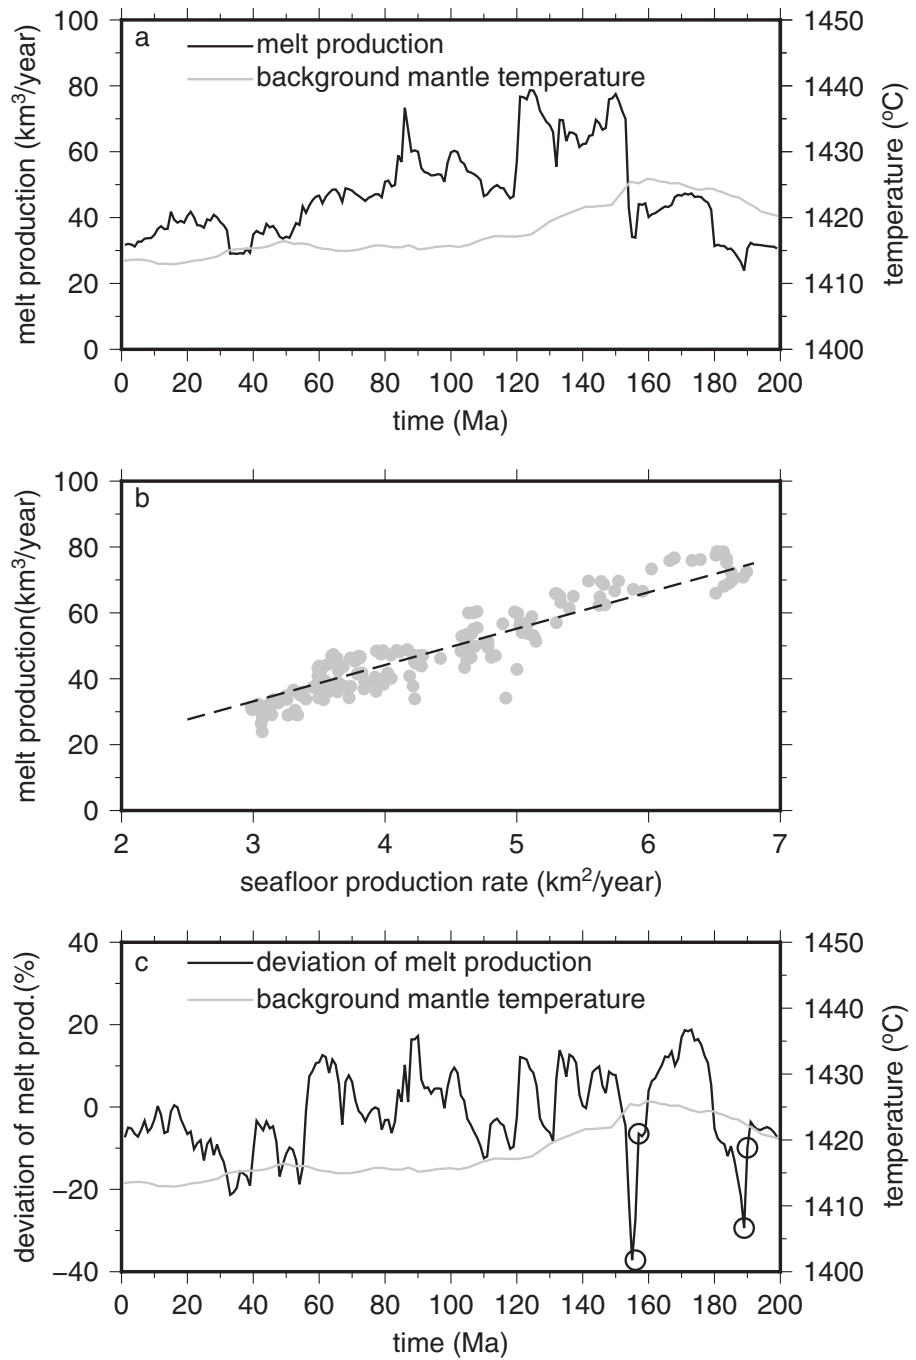 a
melt production
background mantle temperature
melt production (km³/year)
temperature (ºC)
100
80
60
40
20
0
1450
1440
1430
1420
1410
1400
0 20 40 60 80 100 120 140 160 180 200
time (Ma)
b
melt production(km³/year)
100
80
60
40
20
0
2 3 4 5 6 7
seafloor production rate (km²/year)
c
deviation of melt production
background mantle temperature
deviation of melt prod.(%)
temperature (ºC)
40
20
0
−20
−40
1450
1440
1430
1420
1410
1400
0 20 40 60 80 100 120 140 160 180 200
time (Ma)